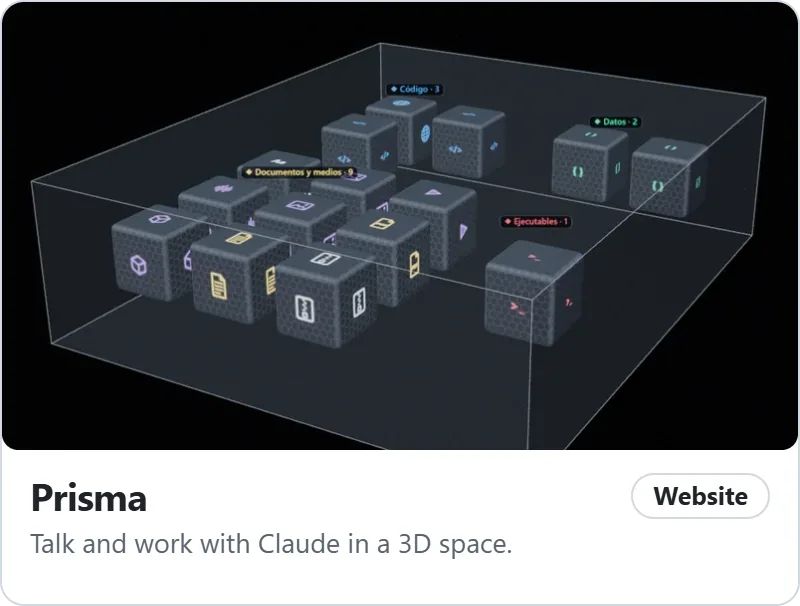 Código · 3
Datos · 2
Documentos y medios · 9
Ejecutables · 1
Prisma
Website
Talk and work with Claude in a 3D space.